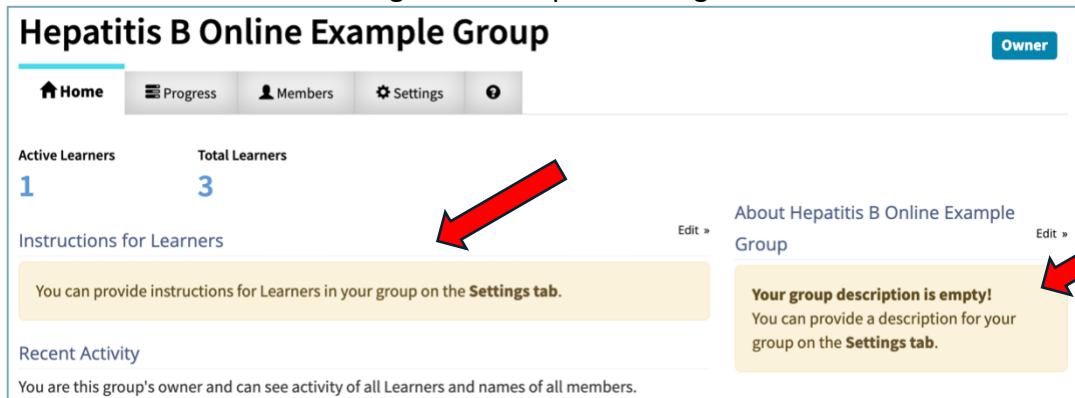 Hepatitis B Online Example Group
Owner
Home Progress Members Settings ?
Active Learners Total Learners
1 3
Instructions for Learners Edit »
You can provide instructions for Learners in your group on the Settings tab.
Recent Activity
You are this group's owner and can see activity of all Learners and names of all members.
About Hepatitis B Online Example
Group Edit »
Your group description is empty!
You can provide a description for your
group on the Settings tab.